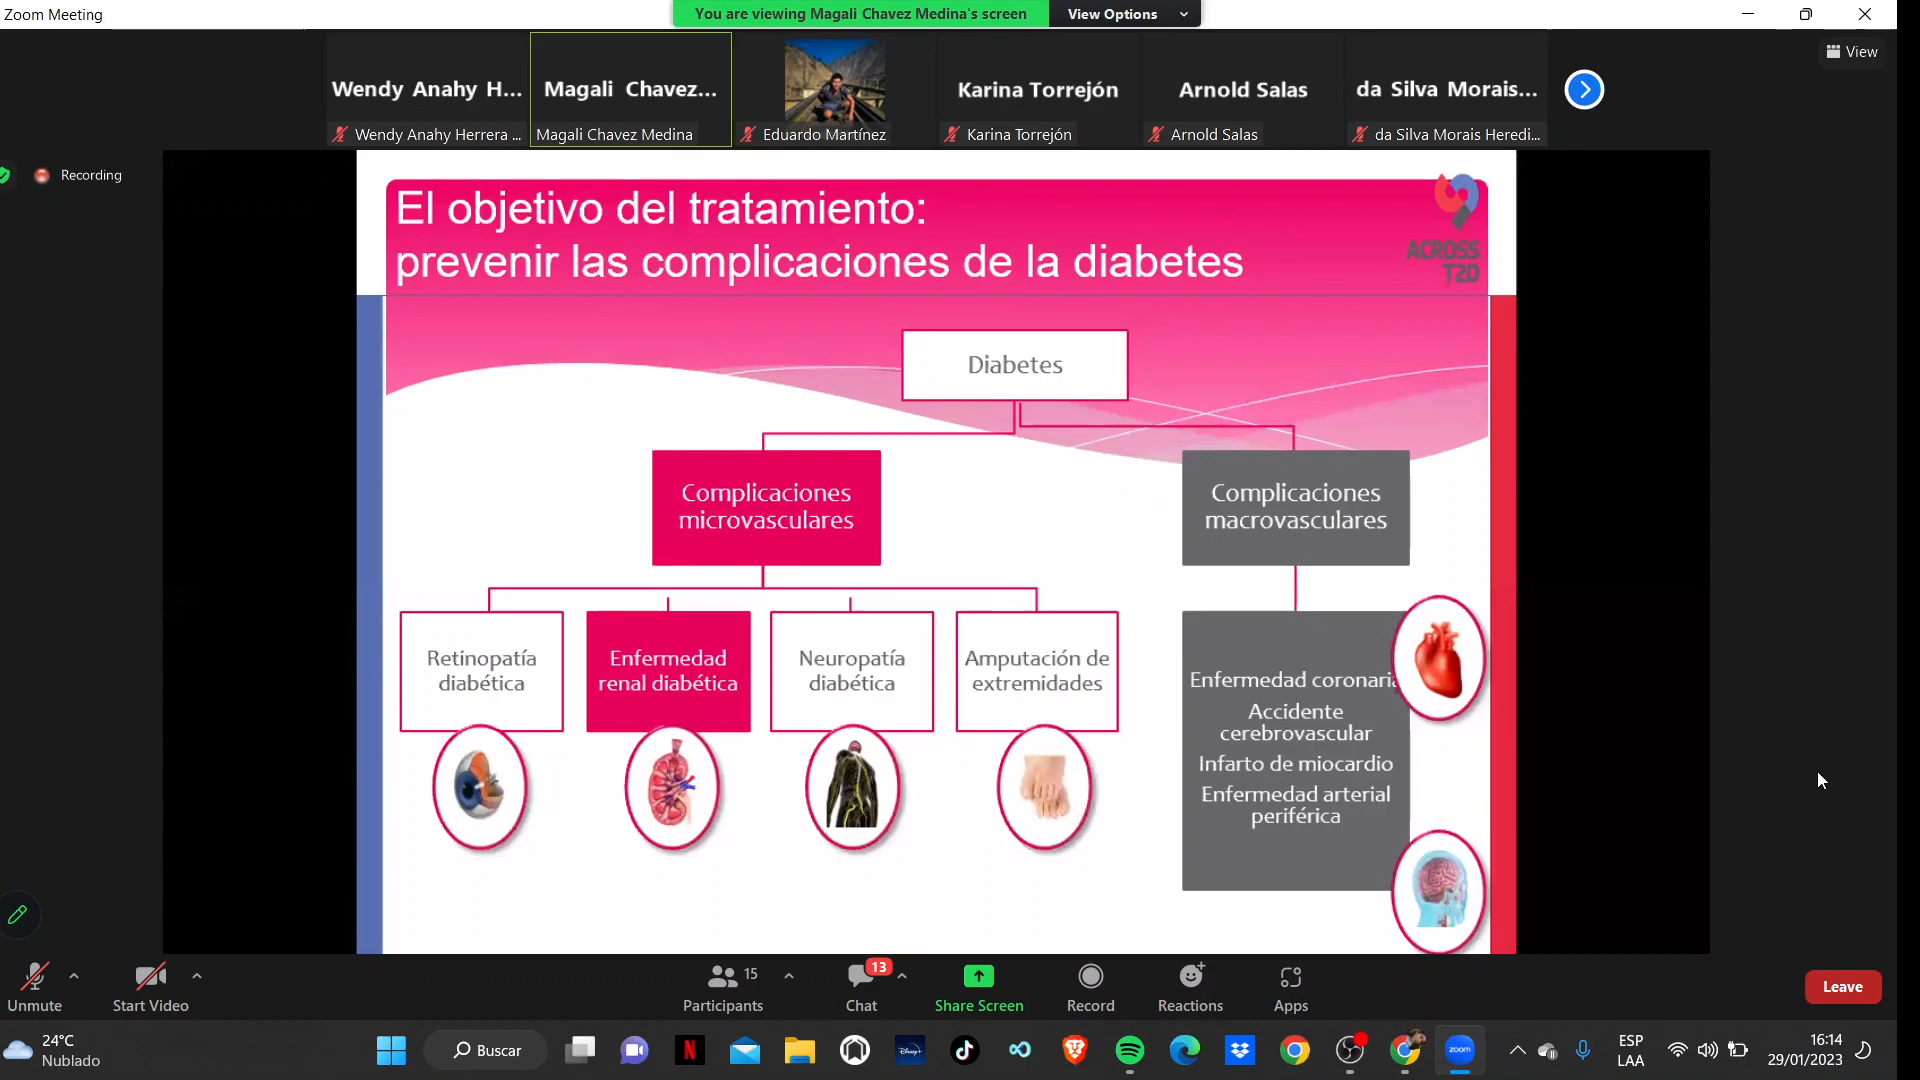 Zoom Meeting
You are viewing Magali Chavez Medina's screen
View Options
View
Wendy Anahy H...
Magali Chavez...
Karina Torrejón
Arnold Salas
da Silva Morais...
Wendy Anahy Herrera ...
Magali Chavez Medina
Eduardo Martínez
Karina Torrejón
Arnold Salas
da Silva Morais Heredi...
Recording
El objetivo del tratamiento:
prevenir las complicaciones de la diabetes
ACROSS
T2D
Diabetes
Complicaciones
microvasculares
Complicaciones
macrovasculares
Retinopatía
diabética
Enfermedad
renal diabética
Neuropatía
diabética
Amputación de
extremidades
Enfermedad coronaria
Accidente
cerebrovascular
Infarto de miocardio
Enfermedad arterial
periférica
Unmute
Start Video
15
Participants
13
Chat
Share Screen
Record
Reactions
Apps
Leave
24°C
Nublado
Buscar
N
Disney+
zoom
ESP
LAA
16:14
29/01/2023